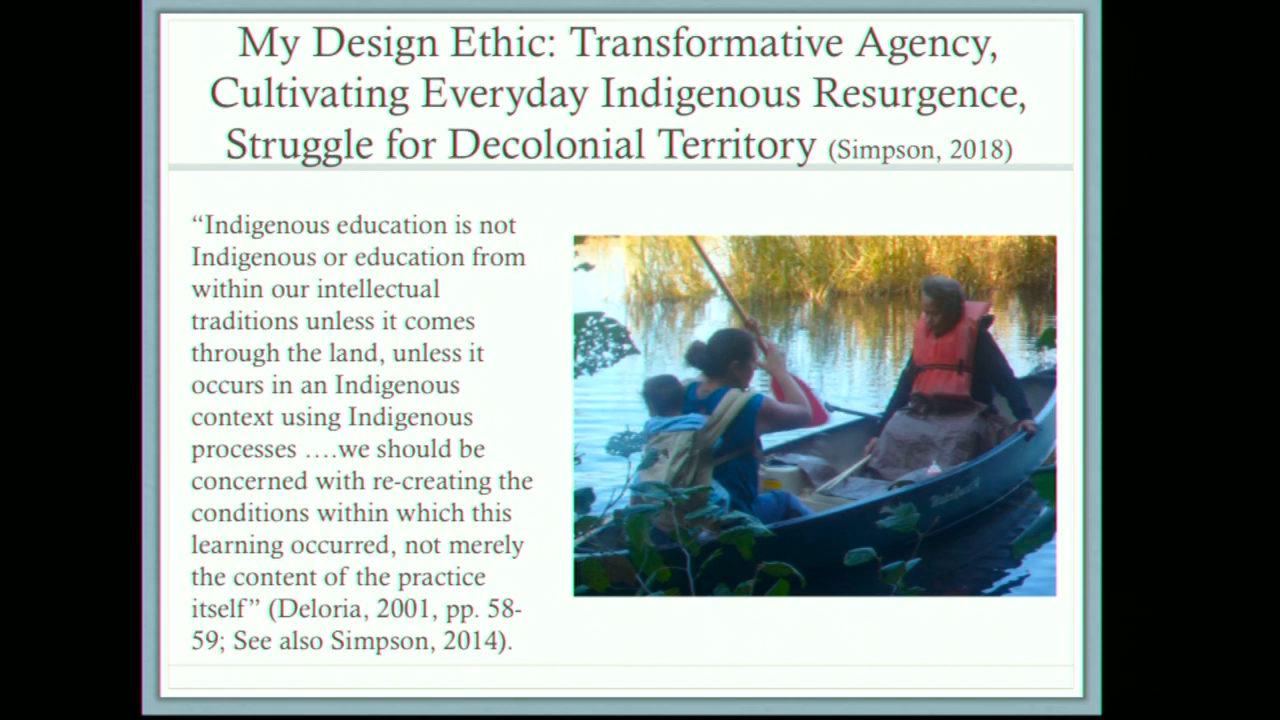 My Design Ethic: Transformative Agency,
Cultivating Everyday Indigenous Resurgence,
Struggle for Decolonial Territory (Simpson, 2018)
“Indigenous education is not
Indigenous or education from
within our intellectual
traditions unless it comes
through the land, unless it
occurs in an Indigenous
context using Indigenous
processes ….we should be
concerned with re-creating the
conditions within which this
learning occurred, not merely
the content of the practice
itself” (Deloria, 2001, pp. 58-
59; See also Simpson, 2014).